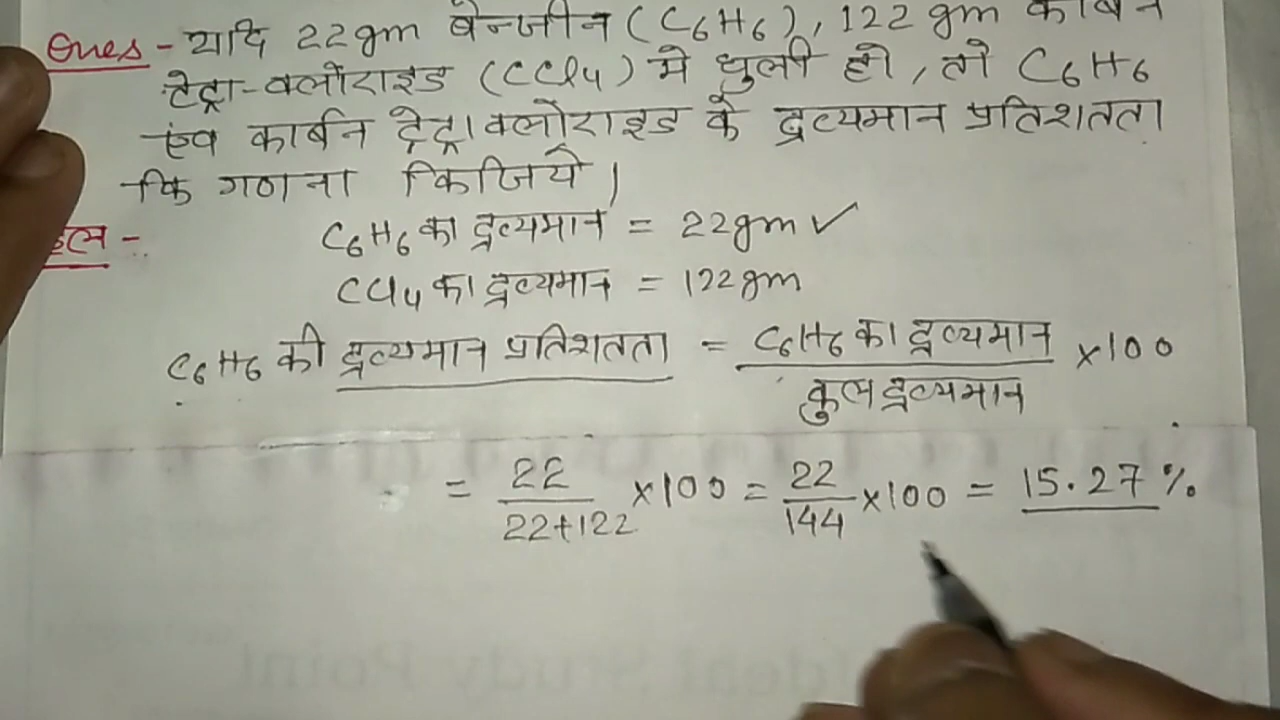 Ques - यदि 22gm बेन्जीन (C6H6), 122 gm कार्बन
टेट्रा-क्लोराइड (CCl4) मे घुली हो, तो C6H6
एंव कार्बन ट्रेट्राक्लोराइड के द्रव्यमान प्रतिशतता
कि गणना किजिये।
हल - C6H6 का द्रव्यमान = 22gm ✓
CCl4 का द्रव्यमान = 122gm
C6H6 की द्रव्यमान प्रतिशतता = C6H6 का द्रव्यमान / कुल द्रव्यमान ×100
= 22/22+122 ×100 = 22/144 ×100 = 15.27 %